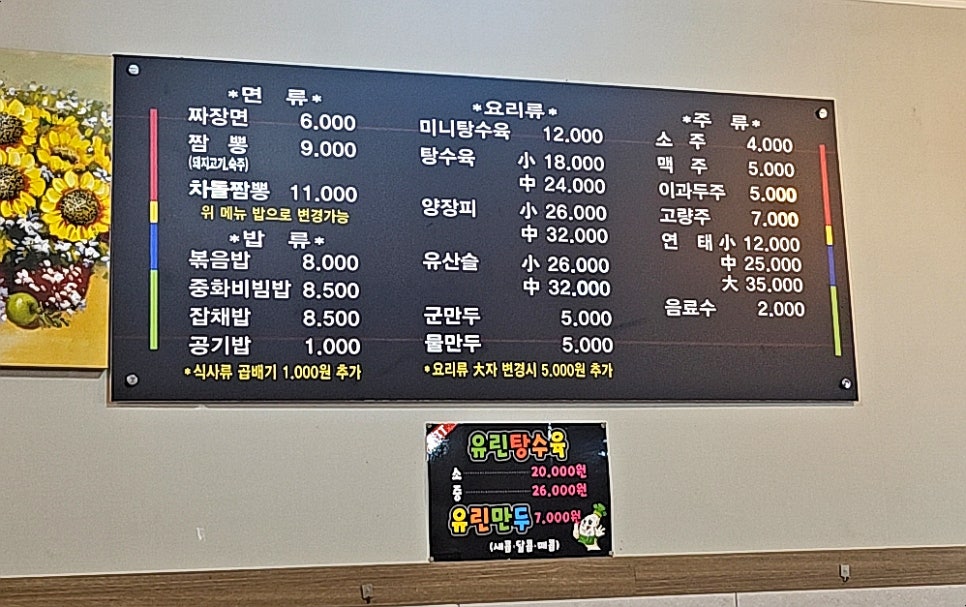 *면 류*
짜장면 6.000
짬 뽕 9.000
(돼지고기,숙주)
차돌짬뽕 11.000
위 메뉴 밥으로 변경가능
*밥 류*
볶음밥 8.000
중화비빔밥 8.500
잡채밥 8.500
공기밥 1.000
*식사류 곱배기 1.000원 추가
*요리류*
미니탕수육 12.000
탕수육 小 18.000
中 24.000
양장피 小 26.000
中 32.000
유산슬 小 26.000
中 32.000
군만두 5.000
물만두 5.000
*요리류 大자 변경시 5.000원 추가
*주 류*
소 주 4.000
맥 주 5.000
이과두주 5.000
고량주 7.000
연 태 小 12,000
中 25.000
大 35.000
음료수 2.000
유린탕수육
소 20.000원
중 26.000원
유린만두 7.000원
(새콤·달콤·매콤)